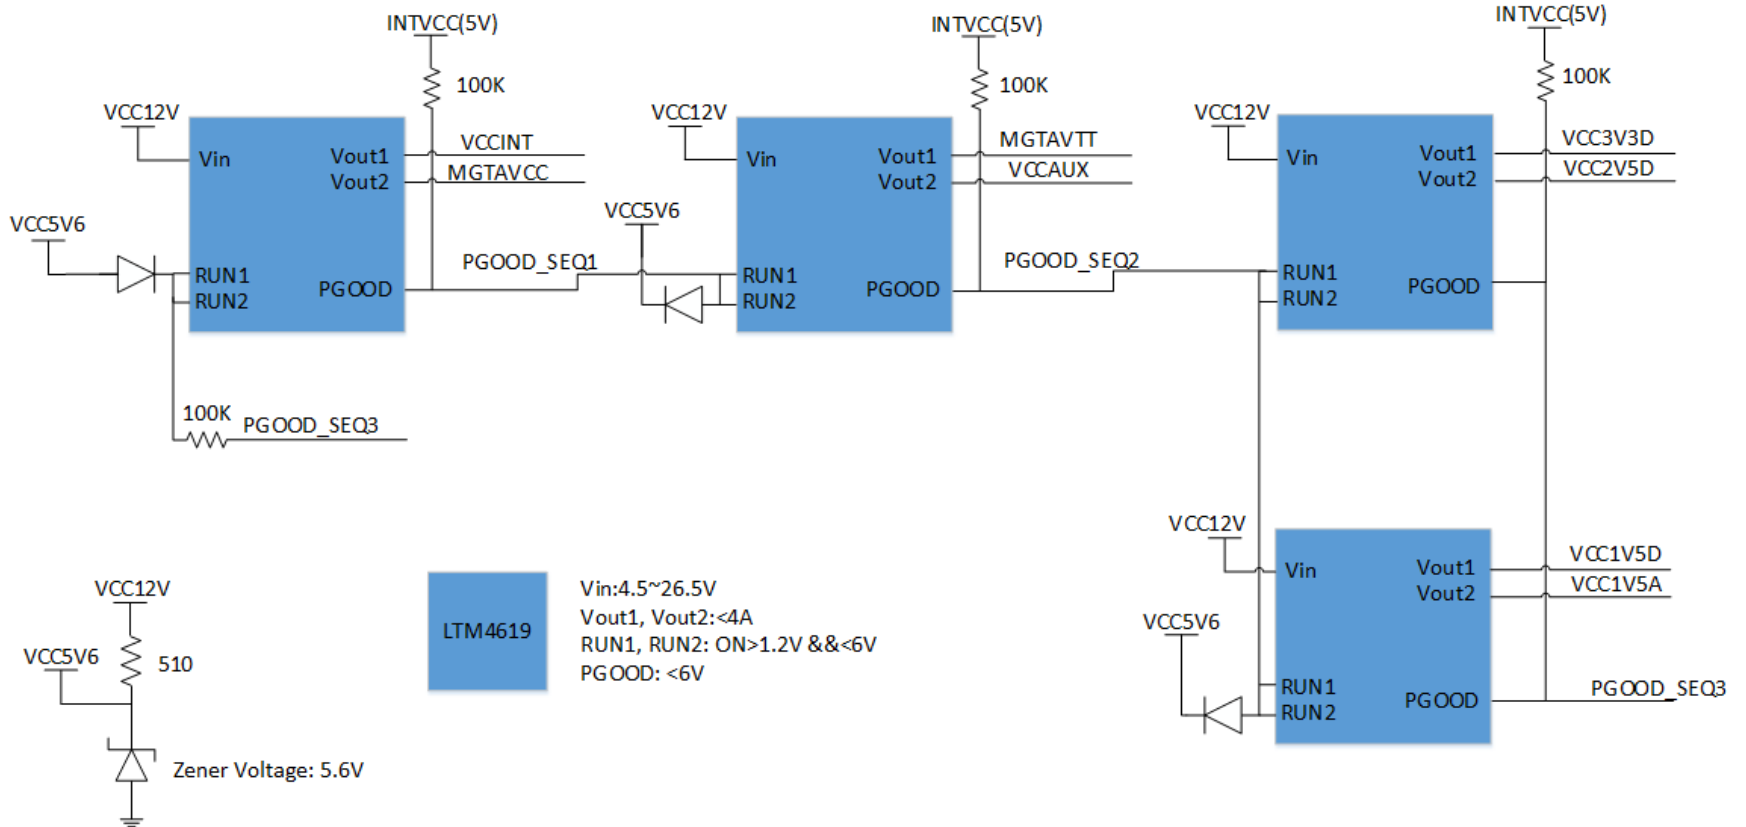 INTVCC(5V)
100K
VCC12V
Vin
Vout1
Vout2
VCCINT
MGTAVCC
VCC5V6
RUN1
RUN2
PGOOD
PGOOD_SEQ1
100K
PGOOD_SEQ3
INTVCC(5V)
100K
VCC12V
Vin
Vout1
Vout2
MGTAVTT
VCCAUX
VCC5V6
RUN1
RUN2
PGOOD
PGOOD_SEQ2
INTVCC(5V)
100K
VCC12V
Vin
Vout1
Vout2
VCC3V3D
VCC2V5D
RUN1
RUN2
PGOOD
VCC12V
Vin
Vout1
Vout2
VCC1V5D
VCC1V5A
VCC5V6
RUN1
RUN2
PGOOD
PGOOD_SEQ3
VCC12V
VCC5V6
510
Zener Voltage: 5.6V
LTM4619
Vin:4.5~26.5V
Vout1, Vout2:<4A
RUN1, RUN2: ON>1.2V &&<6V
PGOOD: <6V